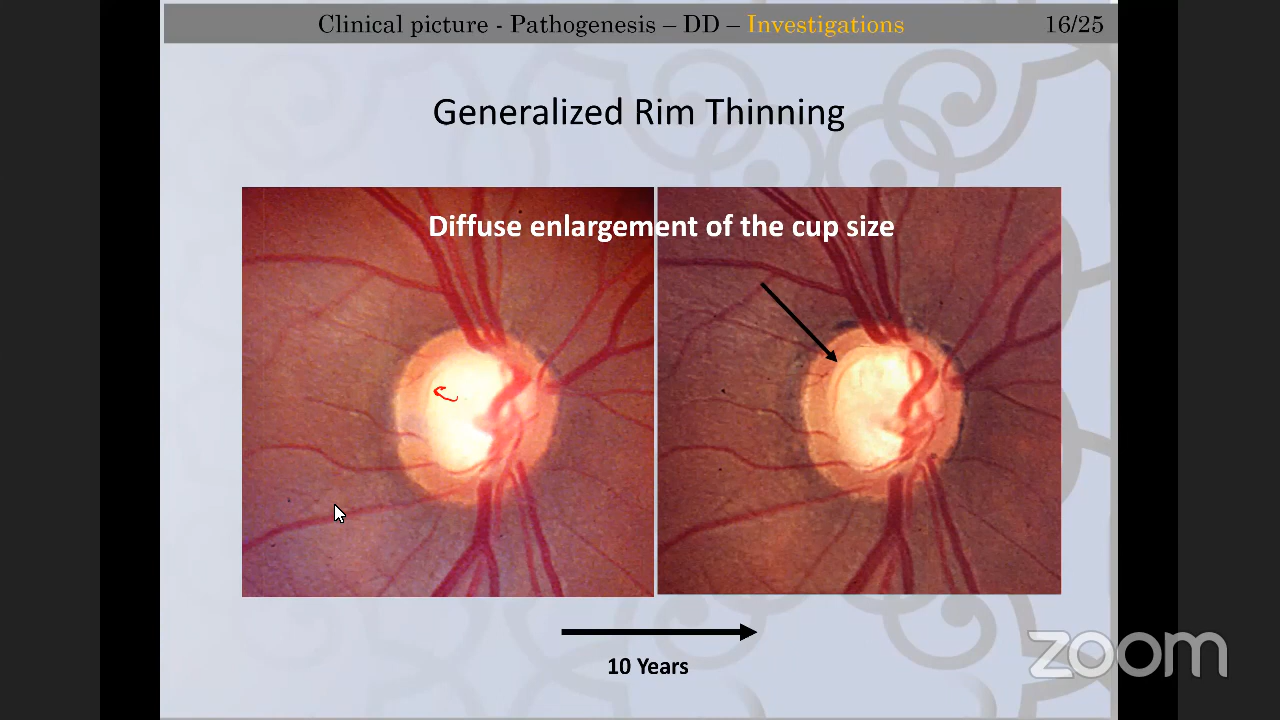 Clinical picture - Pathogenesis – DD – Investigations 16/25
Generalized Rim Thinning
Diffuse enlargement of the cup size
10 Years
zoom